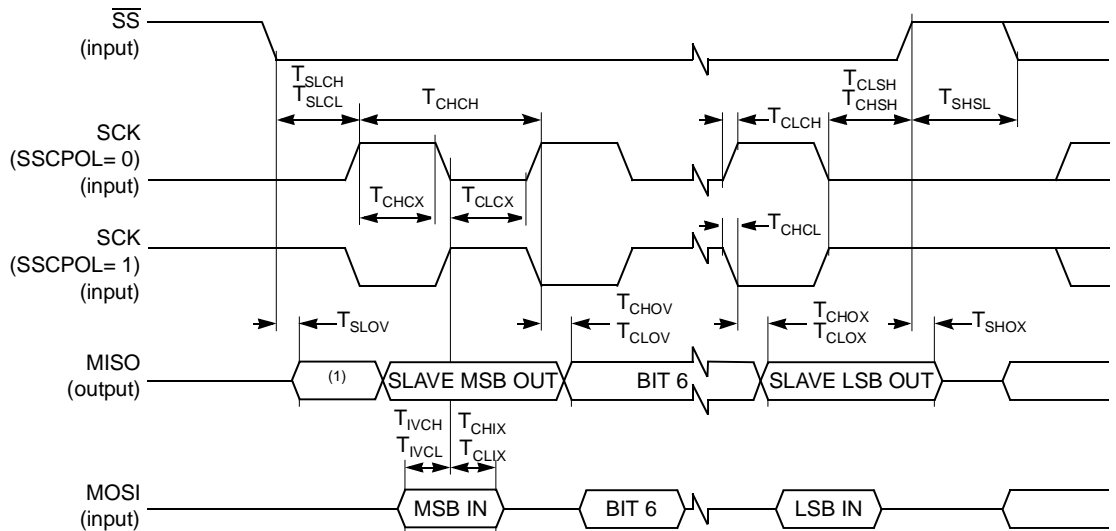 SS
(input)
TSLCH
TSLCL
TCHCH
TCLCH
TCLSH
TCHSH
TSHSL
SCK
(SSCPOL= 0)
(input)
TCHCX
TCLCX
SCK
(SSCPOL= 1)
(input)
TCHCL
TSLOV
TCHOV
TCLOV
TCHOX
TCLOX
TSHOX
MISO
(output)
(1)
SLAVE MSB OUT
BIT 6
SLAVE LSB OUT
TIVCH
TIVCL
TCHIX
TCLIX
MOSI
(input)
MSB IN
BIT 6
LSB IN